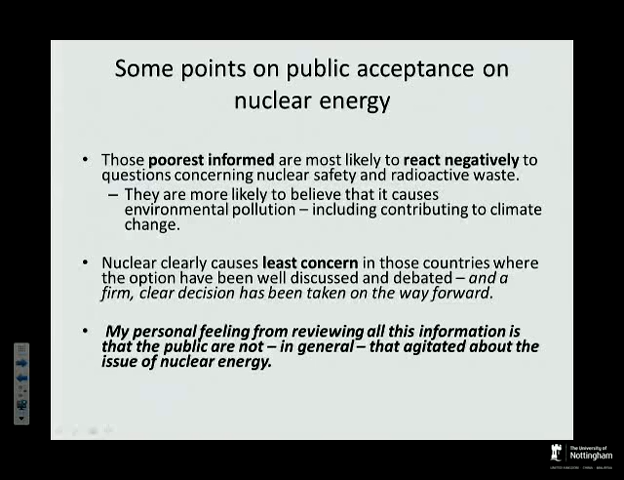 Some points on public acceptance on
nuclear energy
• Those poorest informed are most likely to react negatively to
questions concerning nuclear safety and radioactive waste.
– They are more likely to believe that it causes
environmental pollution – including contributing to climate
change.
• Nuclear clearly causes least concern in those countries where
the option have been well discussed and debated – and a
firm, clear decision has been taken on the way forward.
• My personal feeling from reviewing all this information is
that the public are not – in general – that agitated about the
issue of nuclear energy.
The University of
Nottingham